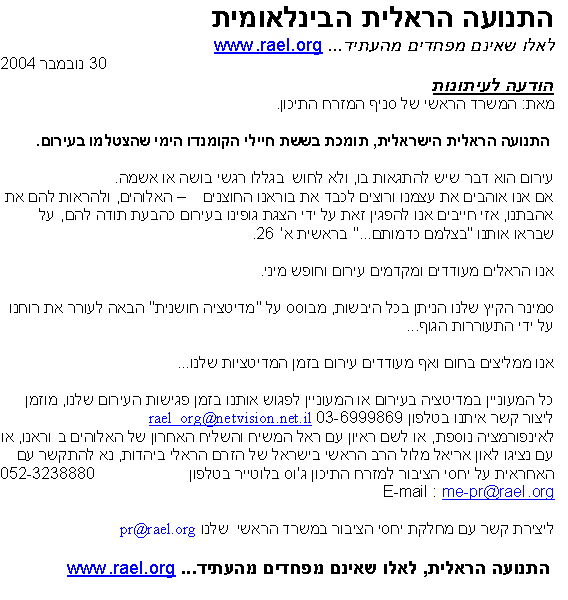 התנועה הראלית הבינלאומית
לאלו שאינם מפחדים מהעתיד... www.rael.org
30 נובמבר 2004
הודעה לעיתונות
מאת: המשרד הראשי של סניף המזרח התיכון.
התנועה הראלית הישראלית, תומכת בששת חיילי הקומנדו הימי שהצטלמו בעירום.
עירום הוא דבר שיש להתגאות בו, ולא לחוש בגללו רגשי בושה או אשמה.
אם אנו אוהבים את עצמנו ורוצים לכבד את בוראנו החוצנים – האלוהים, ולהראות להם את
אהבתנו, אזי חייבים אנו להפגין זאת על ידי הצגת גופינו בעירום כהבעת תודה להם, על
שבראו אותנו "בצלמם כדמותם..." בראשית א' 26.
אנו הראלים מעודדים ומקדמים עירום וחופש מיני.
סמינר הקיץ שלנו הניתן בכל היבשות, מבוסס על "מדיטציה חושנית" הבאה לעורר את רוחנו
על ידי התעוררות הגוף...
אנו ממליצים בחום ואף מעודדים עירום בזמן המדיטציות שלנו...
כל המעוניין במדיטציה בעירום או המעוניין לפגוש אותנו בזמן פגישות העירום שלנו, מוזמן
ליצור קשר איתנו בטלפון 03-6999869 rael_org@netvision.net.il
לאינפורמציה נוספת, או לשם ראיון עם ראל המשיח והשליח האחרון של האלוהים בוראנו, או
עם נציגו לאון אריאל מלול הרב הראשי בישראל של הזרם הראלי ביהדות, נא להתקשר עם
האחראית על יחסי הציבור למזרח התיכון ג'וס בלוטייר בטלפון 052-3238880
E-mail : me-pr@rael.org
ליצירת קשר עם מחלקת יחסי הציבור במשרד הראשי שלנו pr@rael.org
התנועה הראלית, לאלו שאינם מפחדים מהעתיד... www.rael.org